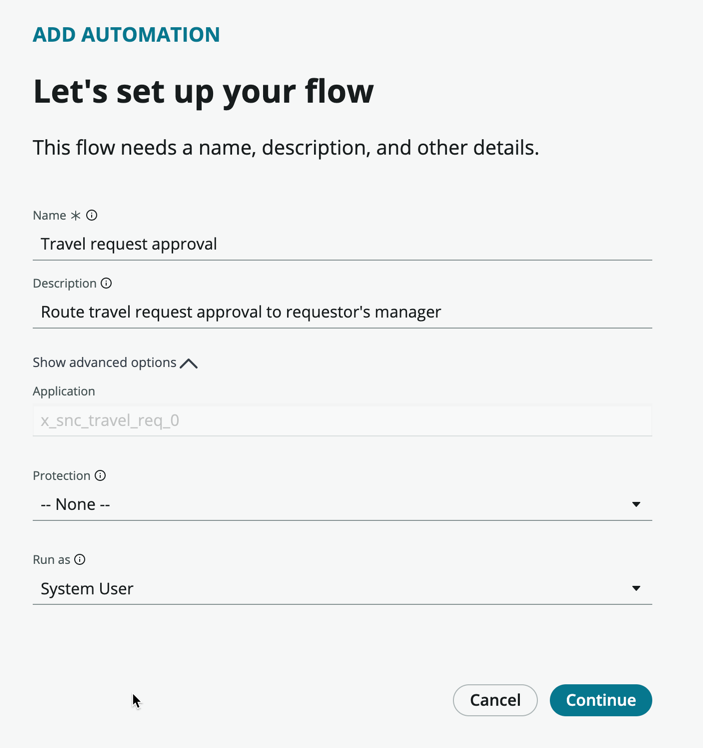 ADD AUTOMATION
Let's set up your flow
This flow needs a name, description, and other details.
Name *
Travel request approval
Description
Route travel request approval to requestor's manager
Show advanced options
Application
x_snc_travel_req_0
Protection
-- None --
Run as
System User
Cancel Continue